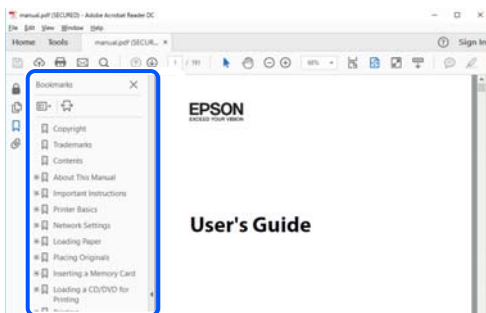 manual.pdf (SECURED) - Adobe Acrobat Reader DC
File Edit View Window Help
Home Tools manual.pdf (SECUR... ×
Sign In
1 / 191
Bookmarks
Copyright
Trademarks
Contents
About This Manual
Important Instructions
Printer Basics
Network Settings
Loading Paper
Placing Originals
Inserting a Memory Card
Loading a CD/DVD for
Printing
EPSON
EXCEED YOUR VISION
User's Guide